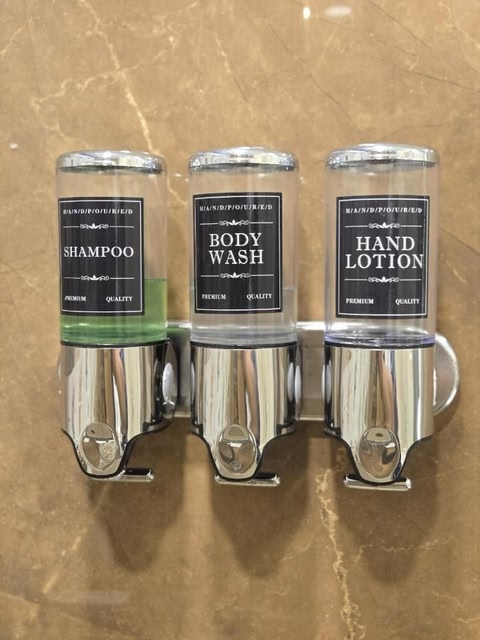 H/A/N/D/P/O/U/R/E/D
SHAMPOO
PREMIUM QUALITY
H/A/N/D/P/O/U/R/E/D
BODY
WASH
PREMIUM QUALITY
H/A/N/D/P/O/U/R/E/D
HAND
LOTION
PREMIUM QUALITY